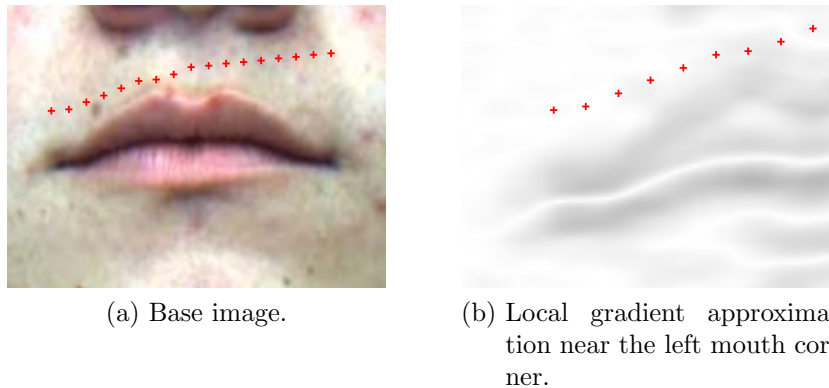 (a) Base image.
(b) Local gradient approxima
tion near the left mouth cor
ner.